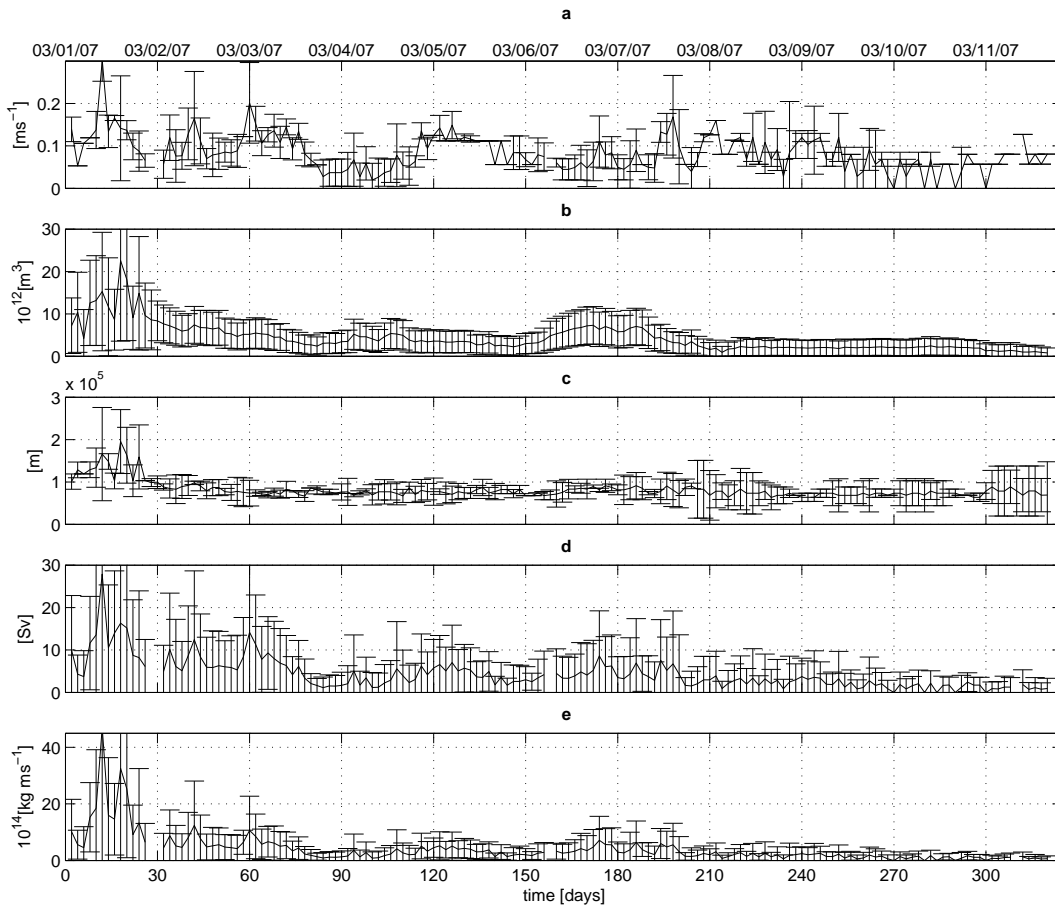 a
03/01/07 03/02/07 03/03/07 03/04/07 03/05/07 03/06/07 03/07/07 03/08/07 03/09/07 03/10/07 03/11/07
0.2
0.1
0
[ms⁻¹]
b
30
20
10
0
10¹²[m³]
c
x 10⁵
3
2
1
0
[m]
d
30
20
10
0
[Sv]
e
40
20
0
10¹⁴[kg ms⁻¹]
0 30 60 90 120 150 180 210 240 270 300
time [days]